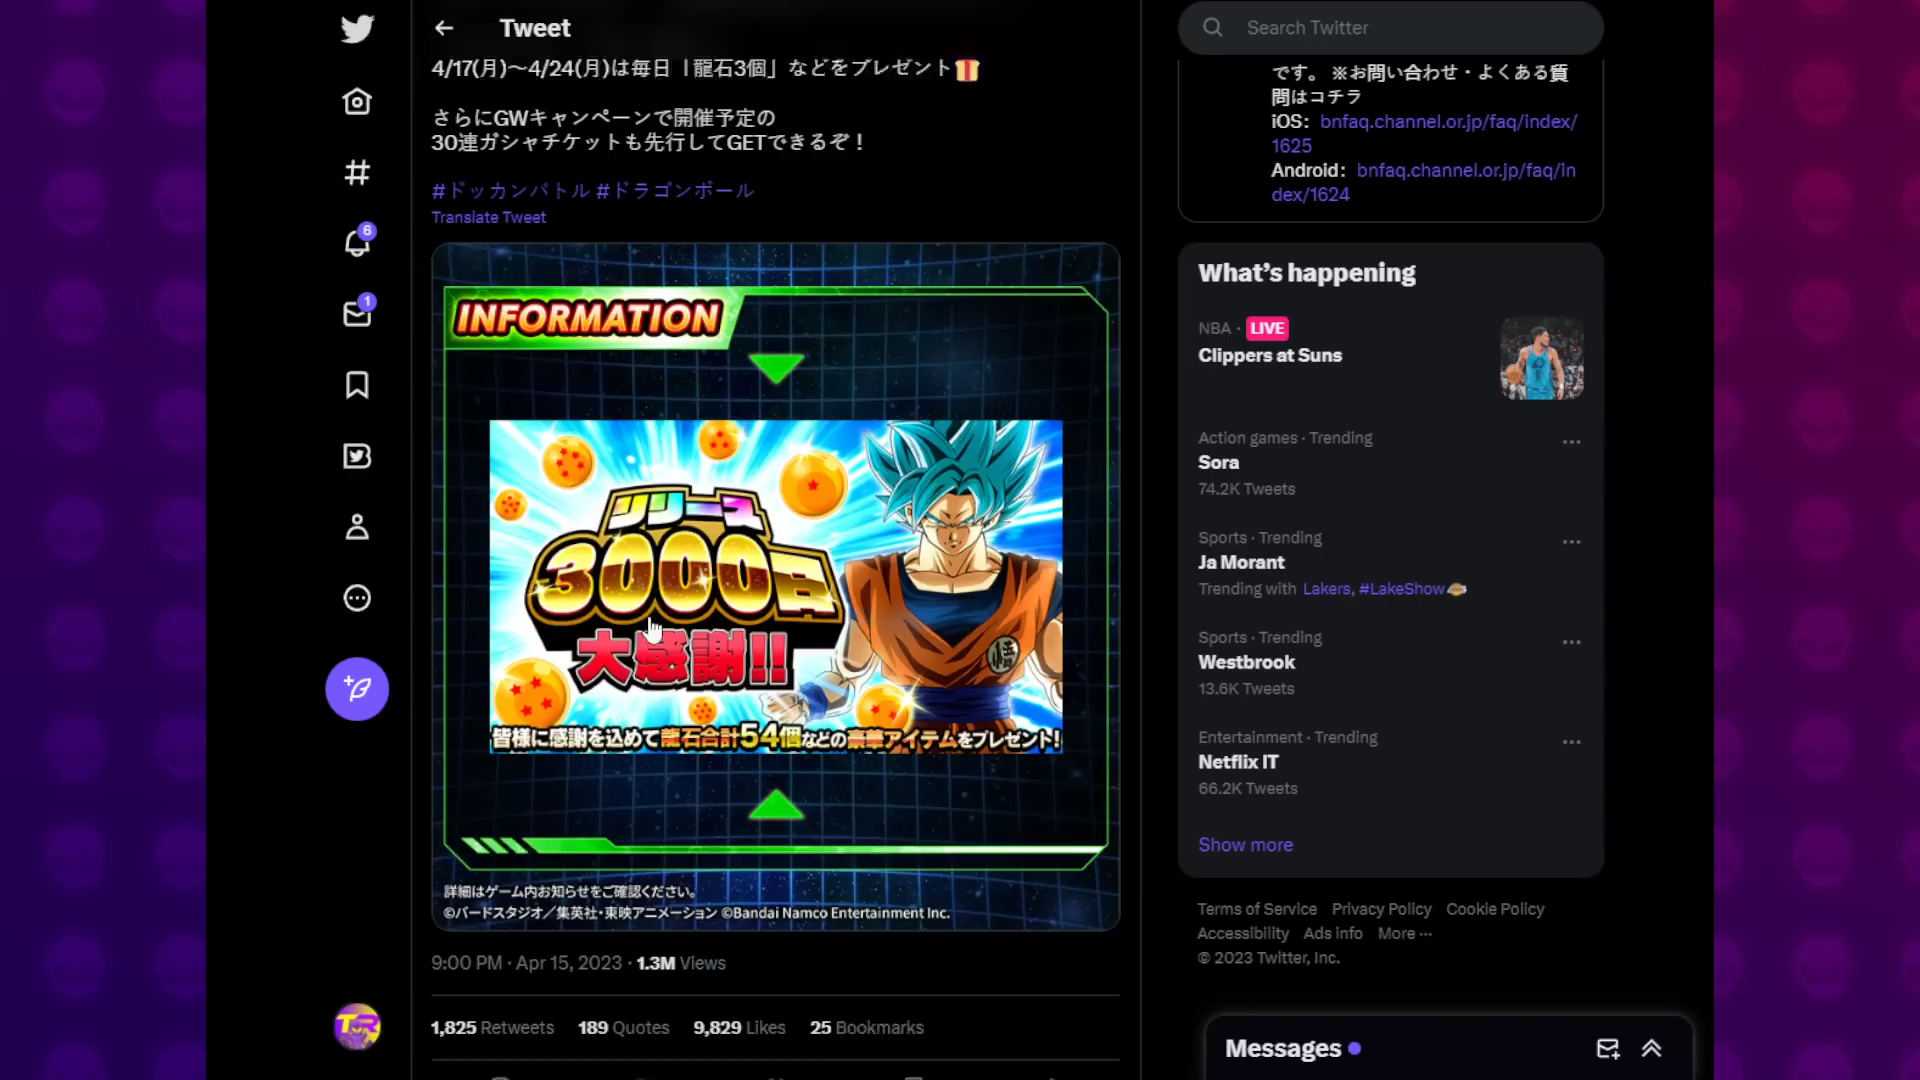 Tweet
4/17(月)～4/24(月)は毎日「龍石3個」などをプレゼント
さらにGWキャンペーンで開催予定の
30連ガシャチケットも先行してGETできるぞ！
#ドッカンバトル #ドラゴンボール
Translate Tweet
INFORMATION
リリース
3000日
大感謝!!
悟
皆様に感謝を込めて龍石合計54個などの豪華アイテムをプレゼント!
詳細はゲーム内お知らせをご確認ください。
©バードスタジオ／集英社・東映アニメーション ©Bandai Namco Entertainment Inc.
9:00 PM · Apr 15, 2023 · 1.3M Views
1,825 Retweets 189 Quotes 9,829 Likes 25 Bookmarks
6
1
TR
Search Twitter
です。 ※お問い合わせ・よくある質
問はコチラ
iOS： bnfaq.channel.or.jp/faq/index/
1625
Android： bnfaq.channel.or.jp/faq/in
dex/1624
What's happening
NBA · LIVE
Clippers at Suns
Action games · Trending
Sora
74.2K Tweets
Sports · Trending
Ja Morant
Trending with Lakers, #LakeShow
Sports · Trending
Westbrook
13.6K Tweets
Entertainment · Trending
Netflix IT
66.2K Tweets
Show more
Terms of Service Privacy Policy Cookie Policy
Accessibility Ads info More ···
© 2023 Twitter, Inc.
Messages